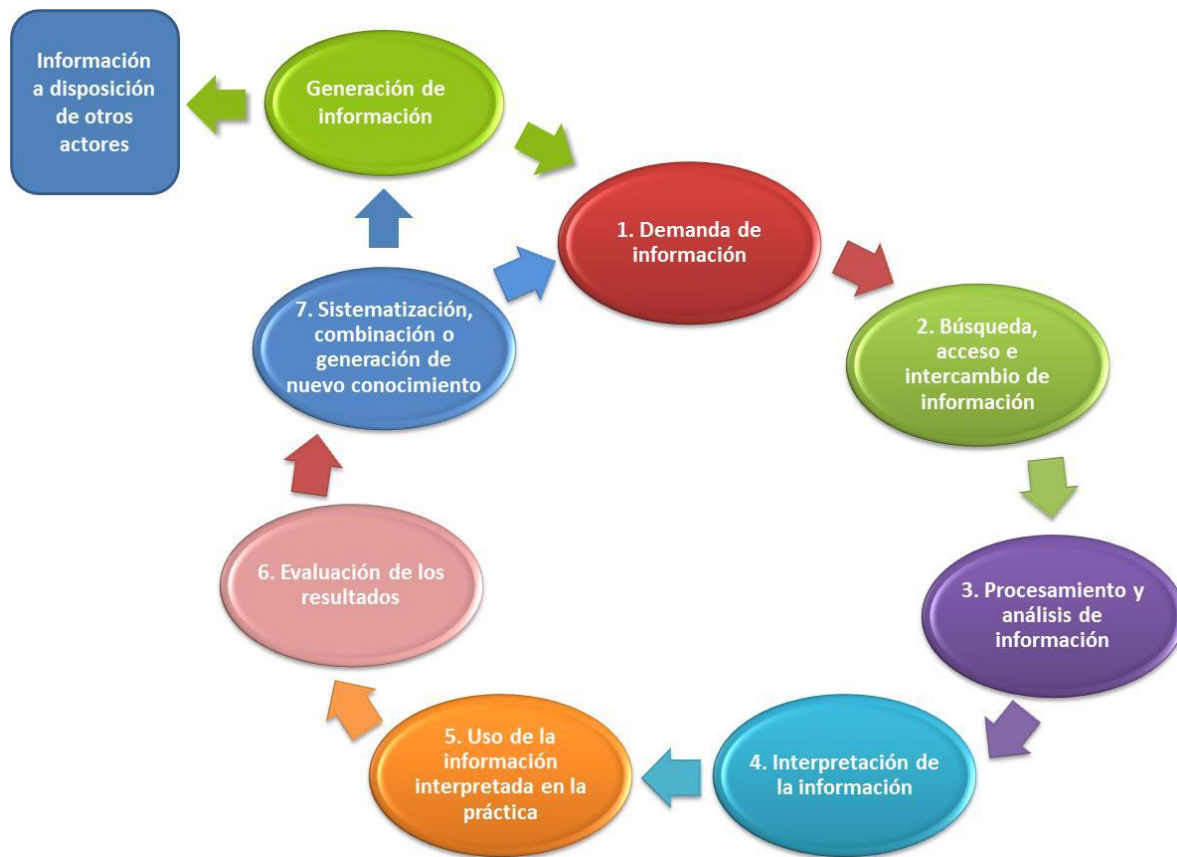 Información
a disposición
de otros
actores
Generación de
información
1. Demanda de
información
2. Búsqueda,
acceso e
intercambio de
información
3. Procesamiento y
análisis de
información
4. Interpretación de
la información
5. Uso de la
información
interpretada en la
práctica
6. Evaluación de los
resultados
7. Sistematización,
combinación o
generación de
nuevo conocimiento